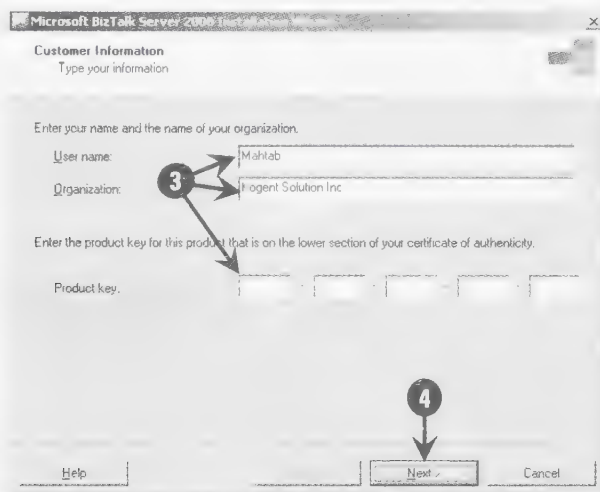 Microsoft BizTalk Server 2006 Installation
Customer Information
Type your information
Enter your name and the name of your organization.
User name:
Mahtab
Organization:
Kogent Solution Inc
3
Enter the product key for this product that is on the lower section of your certificate of authenticity.
Product key.
4
Help
Next >
Cancel